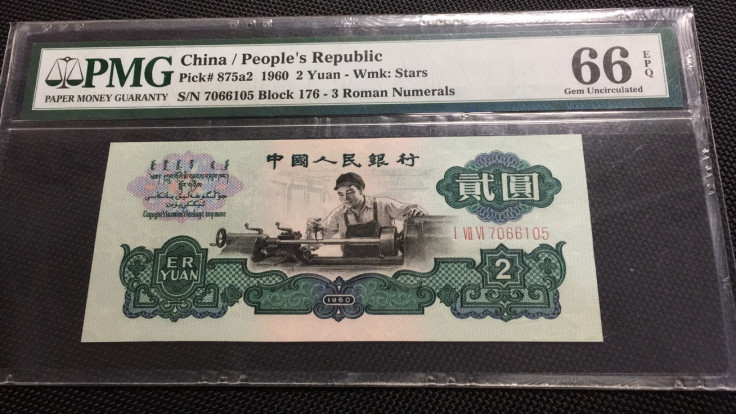 PMG
PAPER MONEY GUARANTY
China / People's Republic
Pick# 875a2 1960 2 Yuan - Wmk: Stars
S/N 7066105 Block 176 - 3 Roman Numerals
66 EPQ
Gem Uncirculated
中國人民銀行
貳圓
I VII VI 7066105
ER
YUAN
1960
2